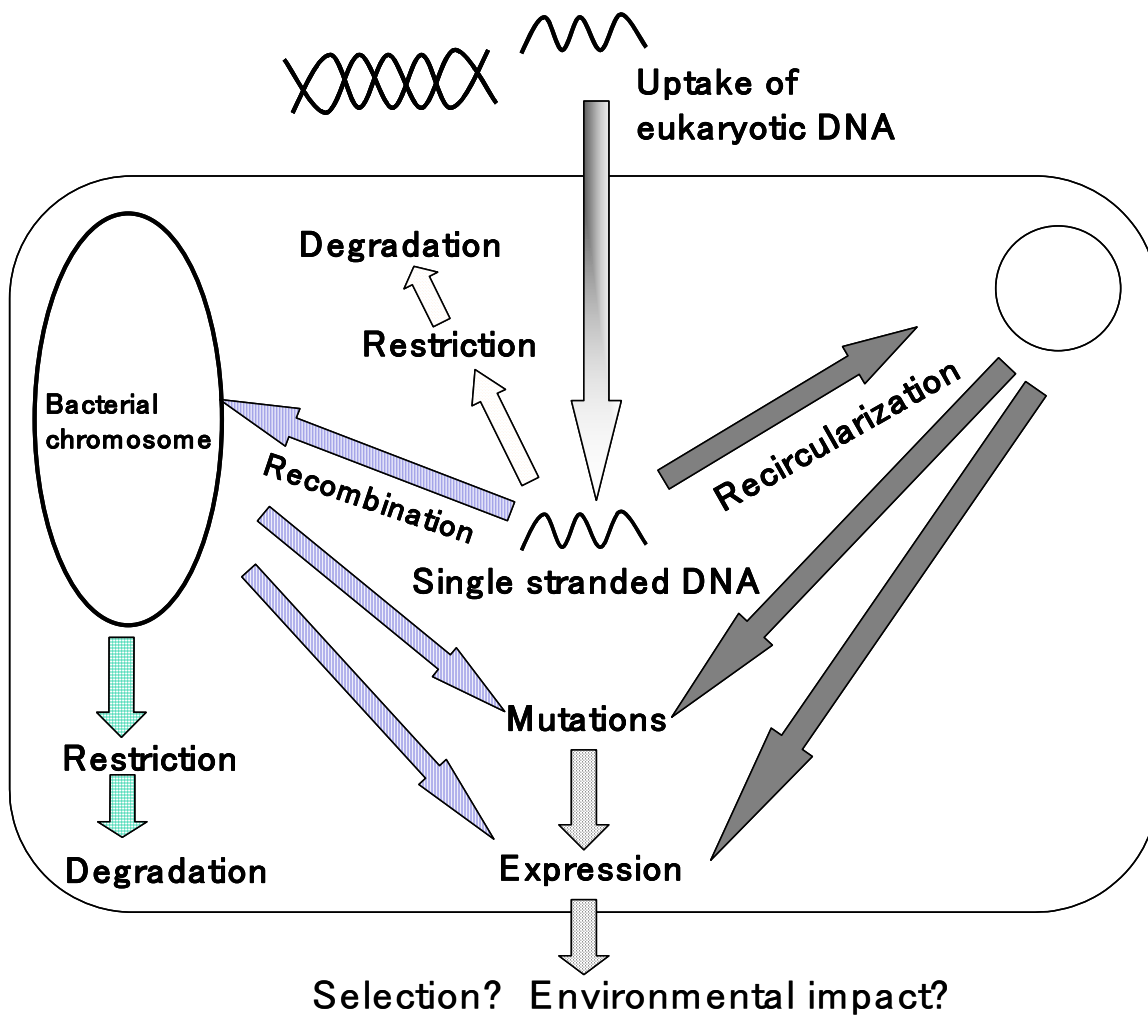 Uptake of
eukaryotic DNA
Degradation
Restriction
Bacterial
chromosome
Recombination
Recircularization
Single stranded DNA
Mutations
Restriction
Degradation
Expression
Selection? Environmental impact?